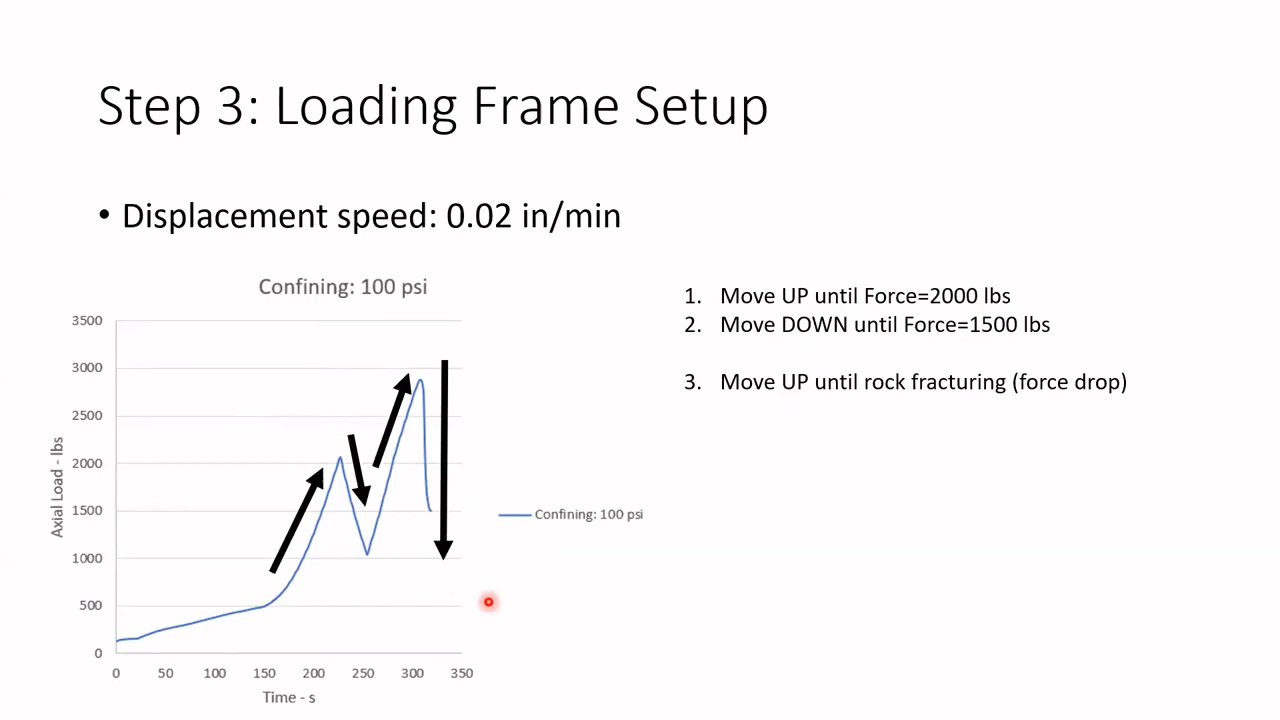 Step 3: Loading Frame Setup
• Displacement speed: 0.02 in/min
Confining: 100 psi
3500
3000
2500
2000
1500
1000
500
0
Axial Load - lbs
0 50 100 150 200 250 300 350
Time - s
Confining: 100 psi
1. Move UP until Force=2000 lbs
2. Move DOWN until Force=1500 lbs
3. Move UP until rock fracturing (force drop)